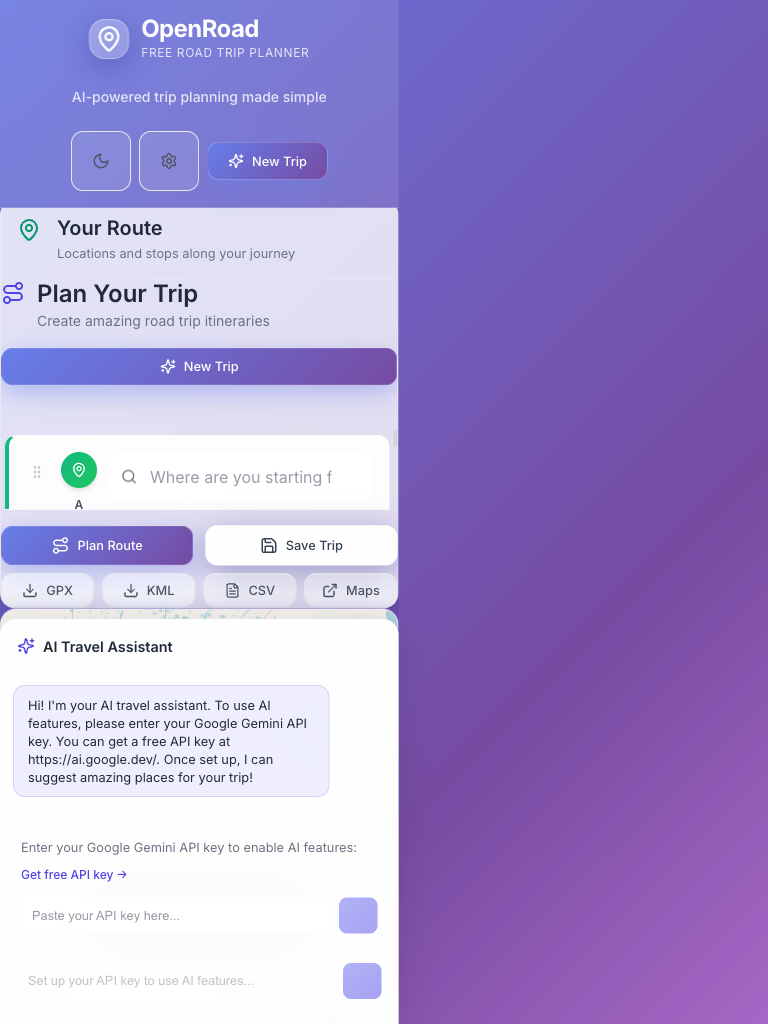 OpenRoad
FREE ROAD TRIP PLANNER
AI-powered trip planning made simple
New Trip
Your Route
Locations and stops along your journey
Plan Your Trip
Create amazing road trip itineraries
New Trip
Where are you starting f
A
Plan Route
Save Trip
GPX
KML
CSV
Maps
AI Travel Assistant
Hi! I'm your AI travel assistant. To use AI
features, please enter your Google Gemini API
key. You can get a free API key at
https://ai.google.dev/. Once set up, I can
suggest amazing places for your trip!
Enter your Google Gemini API key to enable AI features:
Get free API key →
Paste your API key here...
Set up your API key to use AI features...